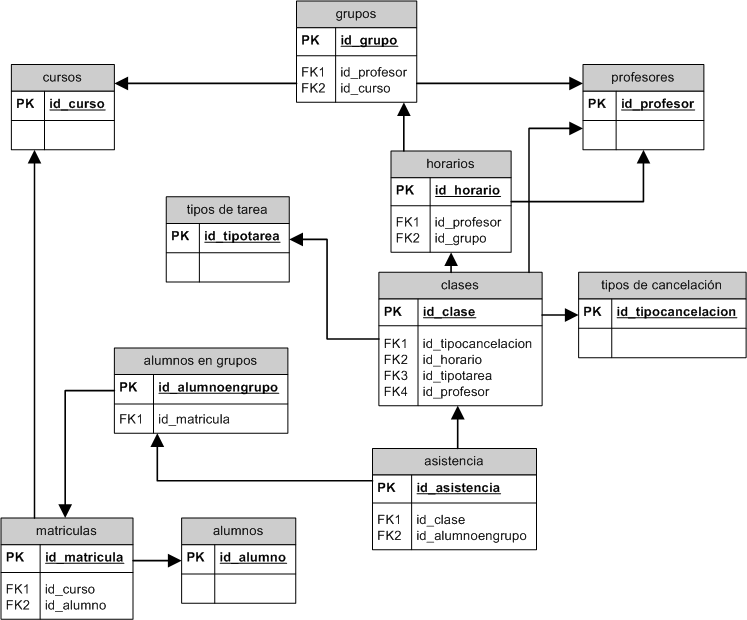 grupos
PK id_grupo
FK1 id_profesor
FK2 id_curso
cursos
PK id_curso
profesores
PK id_profesor
horarios
PK id_horario
FK1 id_profesor
FK2 id_grupo
tipos de tarea
PK id_tipotarea
clases
PK id_clase
FK1 id_tipocancelacion
FK2 id_horario
FK3 id_tipotarea
FK4 id_profesor
tipos de cancelación
PK id_tipocancelacion
alumnos en grupos
PK id_alumnoengrupo
FK1 id_matricula
asistencia
PK id_asistencia
FK1 id_clase
FK2 id_alumnoengrupo
matriculas
PK id_matricula
FK1 id_curso
FK2 id_alumno
alumnos
PK id_alumno